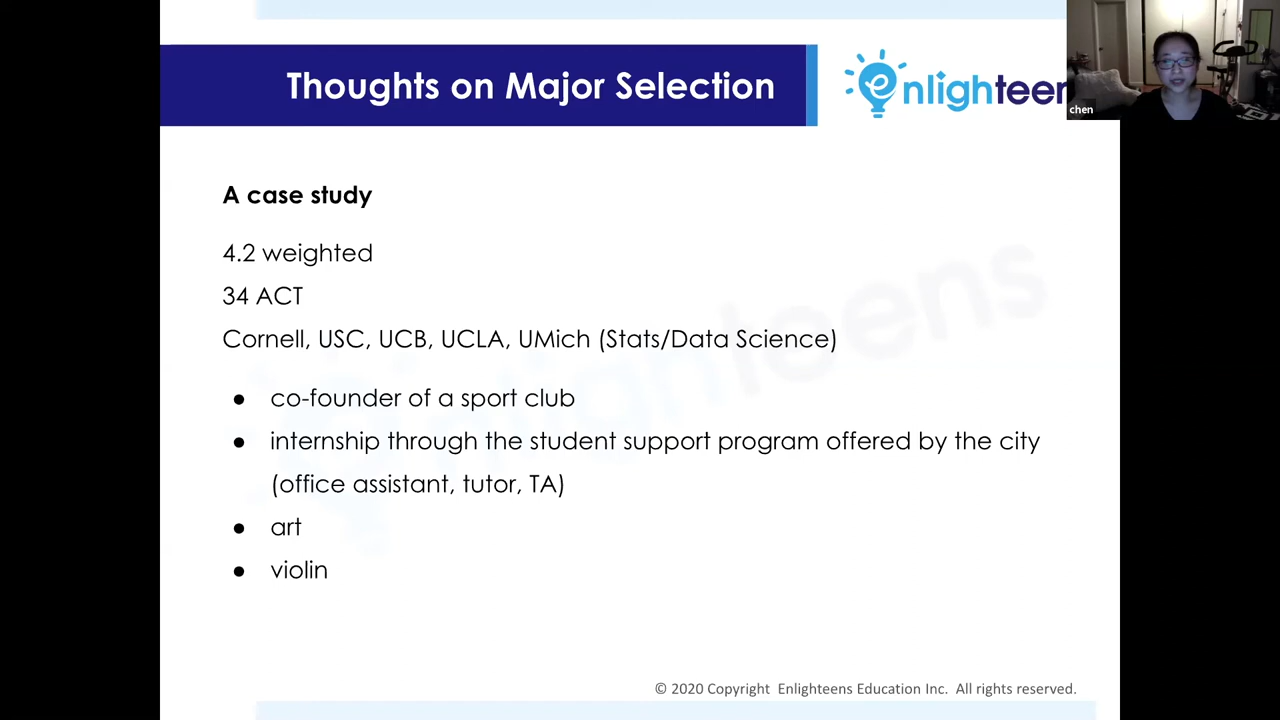 Thoughts on Major Selection
enlighteen
chen
A case study
4.2 weighted
34 ACT
Cornell, USC, UCB, UCLA, UMich (Stats/Data Science)
● co-founder of a sport club
● internship through the student support program offered by the city
(office assistant, tutor, TA)
● art
● violin
enlighteens
© 2020 Copyright Enlighteens Education Inc. All rights reserved.